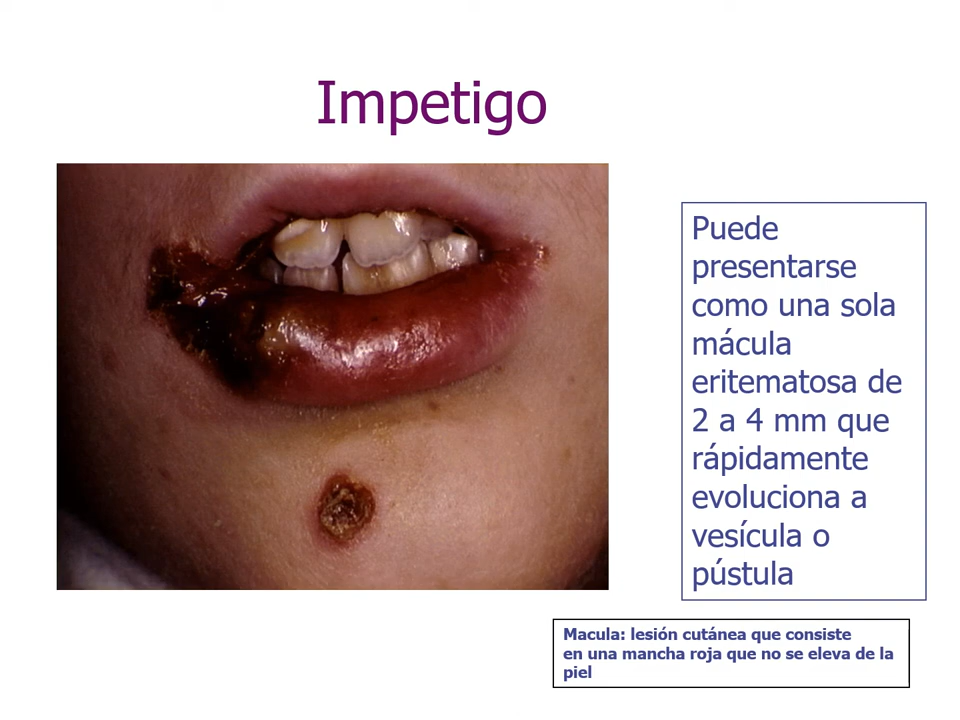 Impetigo
Puede
presentarse
como una sola
mácula
eritematosa de
2 a 4 mm que
rápidamente
evoluciona a
vesícula o
pústula
Macula: lesión cutánea que consiste
en una mancha roja que no se eleva de la
piel